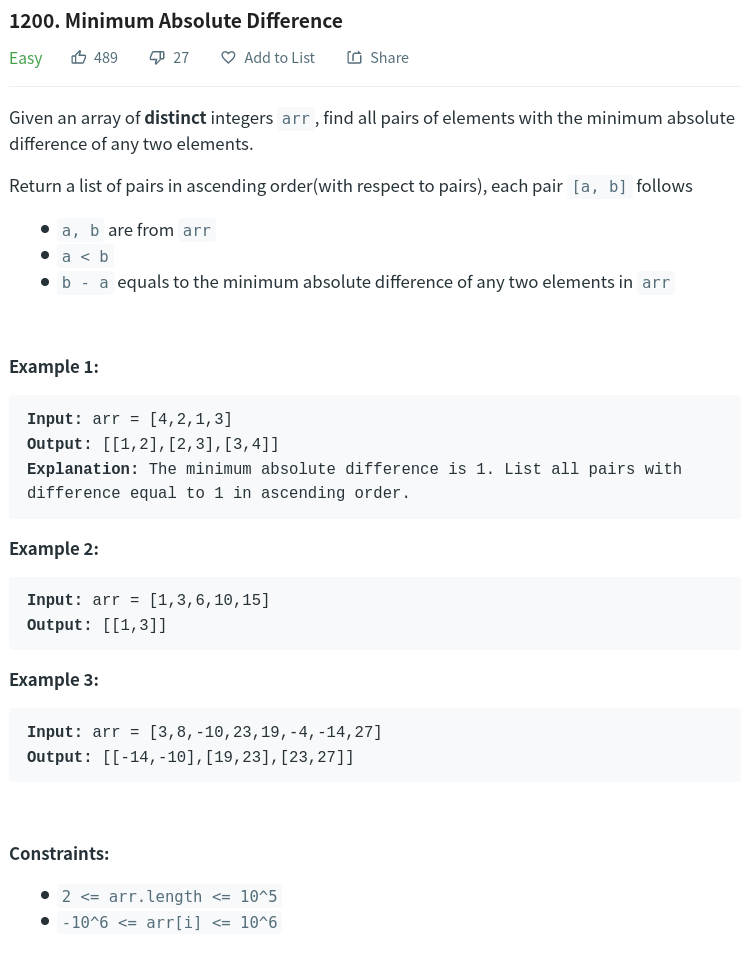 1200. Minimum Absolute Difference
Easy 489 27 Add to List Share
Given an array of distinct integers arr, find all pairs of elements with the minimum absolute
difference of any two elements.
Return a list of pairs in ascending order(with respect to pairs), each pair [a, b] follows
• a, b are from arr
• a < b
• b - a equals to the minimum absolute difference of any two elements in arr
Example 1:
Input: arr = [4,2,1,3]
Output: [[1,2],[2,3],[3,4]]
Explanation: The minimum absolute difference is 1. List all pairs with
difference equal to 1 in ascending order.
Example 2:
Input: arr = [1,3,6,10,15]
Output: [[1,3]]
Example 3:
Input: arr = [3,8,-10,23,19,-4,-14,27]
Output: [[-14,-10],[19,23],[23,27]]
Constraints:
• 2 <= arr.length <= 10^5
• -10^6 <= arr[i] <= 10^6